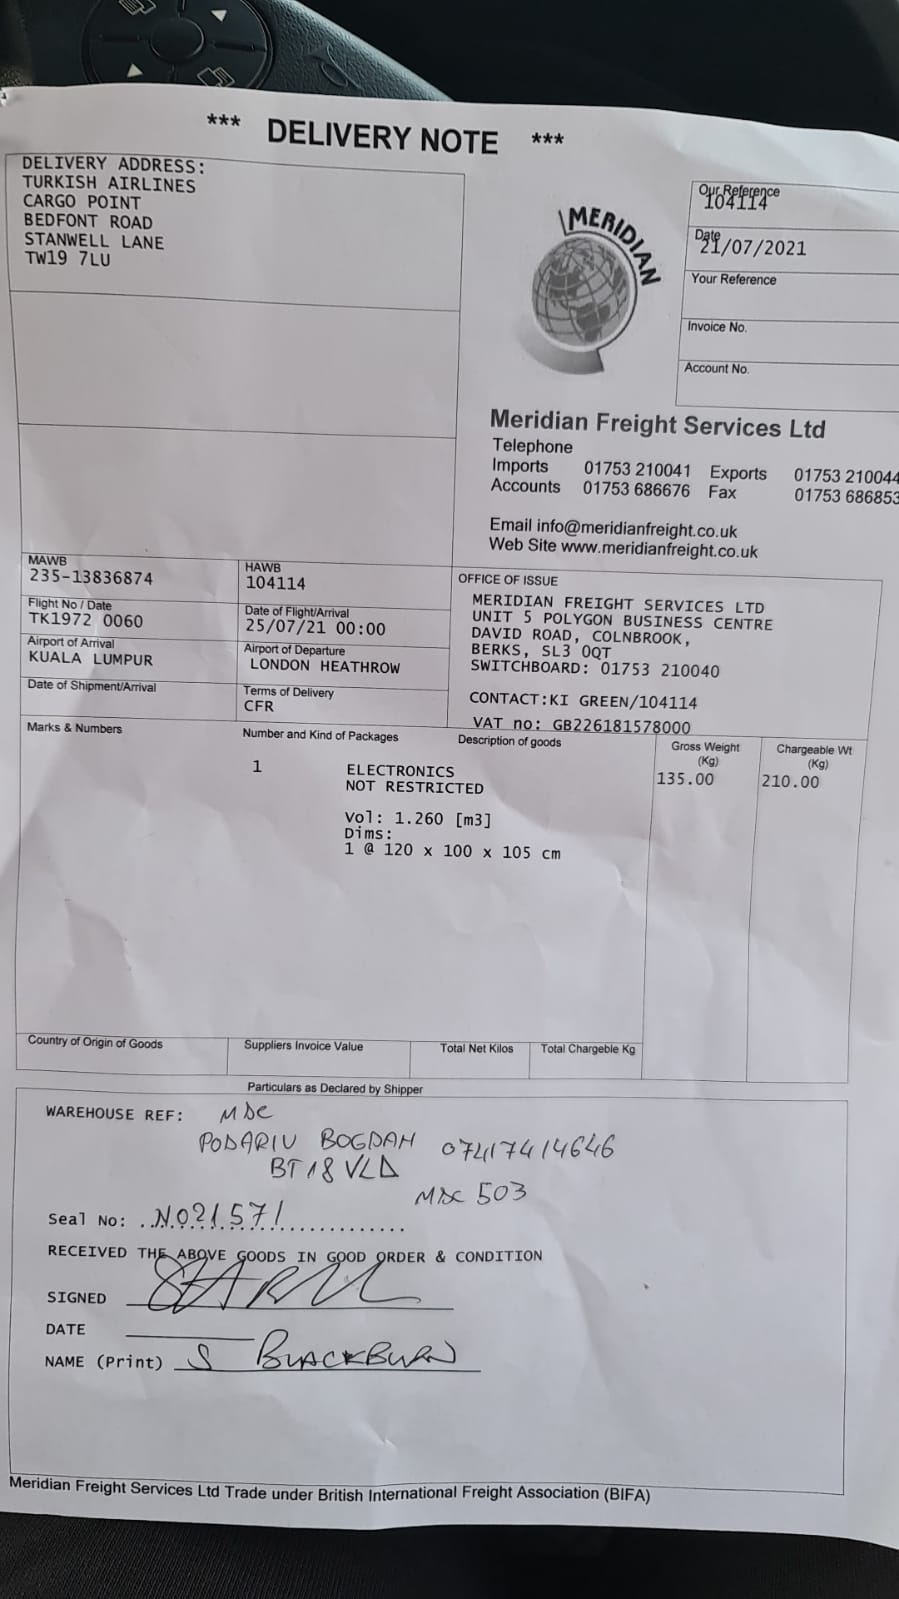 *** DELIVERY NOTE ***
DELIVERY ADDRESS:
TURKISH AIRLINES
CARGO POINT
BEDFONT ROAD
STANWELL LANE
TW19 7LU
MERIDIAN
Our Reference
104114
Date
21/07/2021
Your Reference
Invoice No.
Account No.
Meridian Freight Services Ltd
Telephone
Imports 01753 210041 Exports 01753 210044
Accounts 01753 686676 Fax 01753 686853
Email info@meridianfreight.co.uk
Web Site www.meridianfreight.co.uk
MAWB
235-13836874
HAWB
104114
Flight No / Date
TK1972 0060
Date of Flight/Arrival
25/07/21 00:00
Airport of Arrival
KUALA LUMPUR
Airport of Departure
LONDON HEATHROW
Date of Shipment/Arrival
Terms of Delivery
CFR
OFFICE OF ISSUE
MERIDIAN FREIGHT SERVICES LTD
UNIT 5 POLYGON BUSINESS CENTRE
DAVID ROAD, COLNBROOK,
BERKS, SL3 0QT
SWITCHBOARD: 01753 210040
CONTACT:KI GREEN/104114
VAT no: GB226181578000
Marks & Numbers
Number and Kind of Packages
Description of goods
Gross Weight
(Kg)
Chargeable Wt
(Kg)
1 ELECTRONICS 135.00 210.00
NOT RESTRICTED
Vol: 1.260 [m3]
Dims:
1 @ 120 x 100 x 105 cm
Country of Origin of Goods
Suppliers Invoice Value
Total Net Kilos
Total Chargeble Kg
Particulars as Declared by Shipper
WAREHOUSE REF: MDC
PODARIU BOGDAN 07417414646
BT18 VLD
MDC 503
Seal No: N021571
RECEIVED THE ABOVE GOODS IN GOOD ORDER & CONDITION
SIGNED
DATE
NAME (Print) S BLACKBURN
Meridian Freight Services Ltd Trade under British International Freight Association (BIFA)